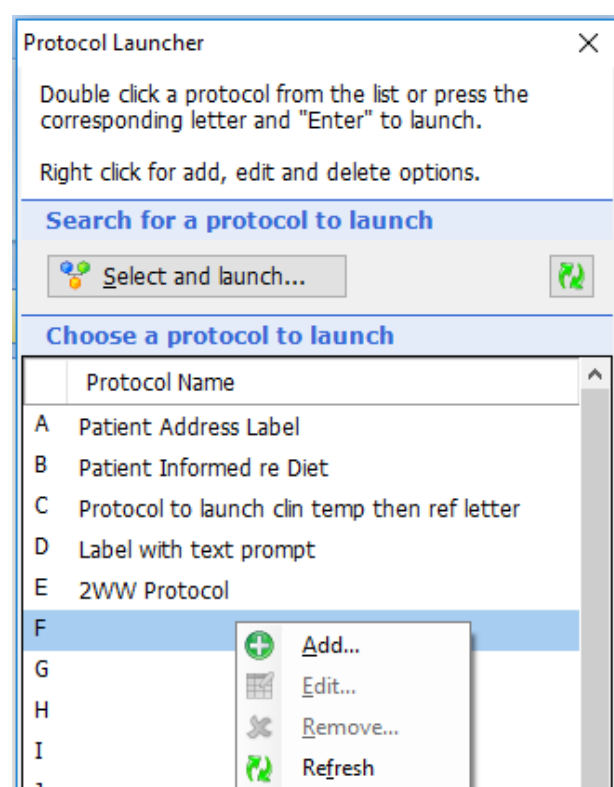 Protocol Launcher
Double click a protocol from the list or press the
corresponding letter and "Enter" to launch.
Right click for add, edit and delete options.
Search for a protocol to launch
Select and launch...
Choose a protocol to launch
Protocol Name
A Patient Address Label
B Patient Informed re Diet
C Protocol to launch clin temp then ref letter
D Label with text prompt
E 2WW Protocol
F
Add...
G
Edit...
H
Remove...
I
Refresh